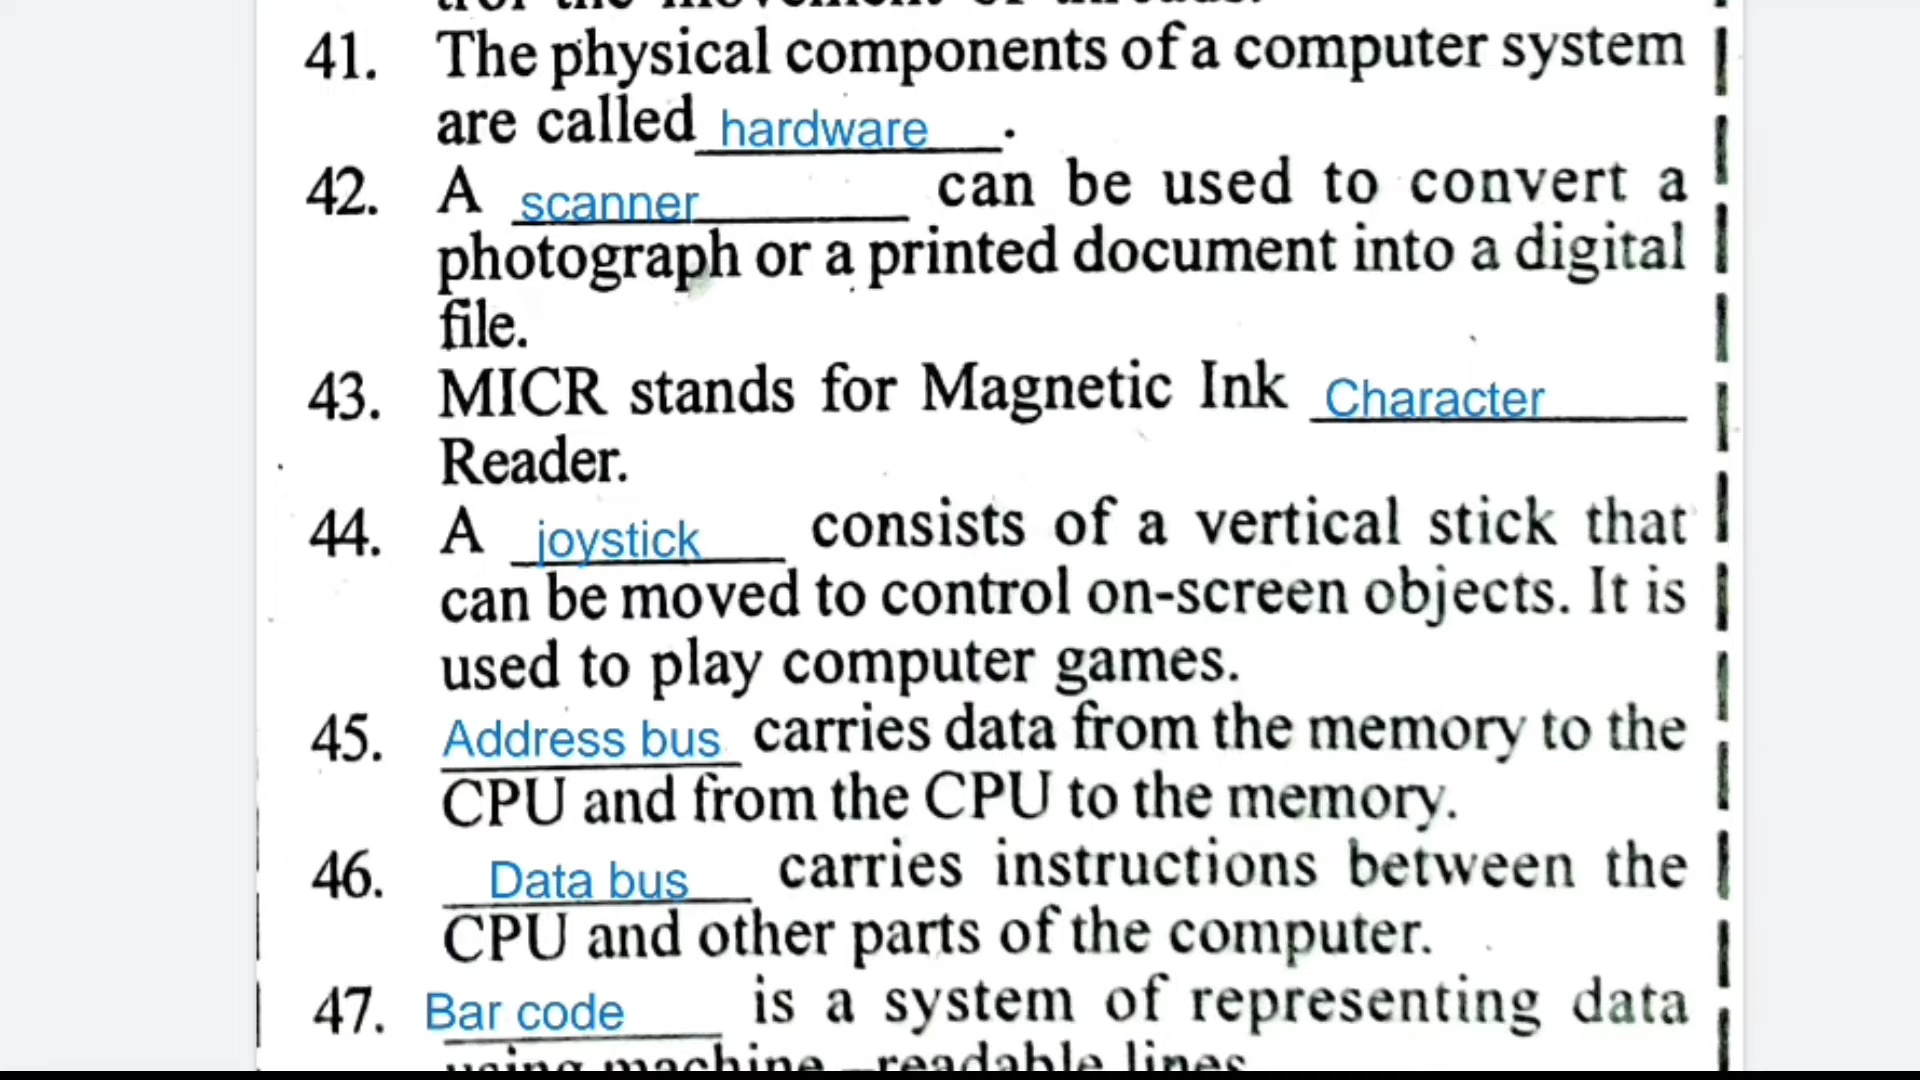 trol the movement of threads.
41. The physical components of a computer system
are called hardware.
42. A scanner can be used to convert a
photograph or a printed document into a digital
file.
43. MICR stands for Magnetic Ink Character
Reader.
44. A joystick consists of a vertical stick that
can be moved to control on-screen objects. It is
used to play computer games.
45. Address bus carries data from the memory to the
CPU and from the CPU to the memory.
46. Data bus carries instructions between the
CPU and other parts of the computer.
47. Bar code is a system of representing data
using machine-readable lines